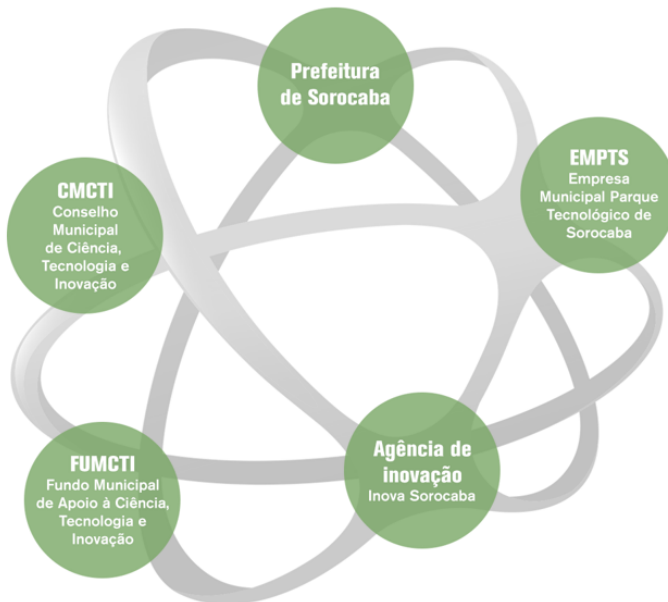 Prefeitura
de Sorocaba
EMPTS
Empresa
Municipal Parque
Tecnológico de
Sorocaba
CMCTI
Conselho
Municipal
de Ciência,
Tecnologia e
Inovação
Agência de
inovação
Inova Sorocaba
FUMCTI
Fundo Municipal
de Apoio à Ciência,
Tecnologia e
Inovação